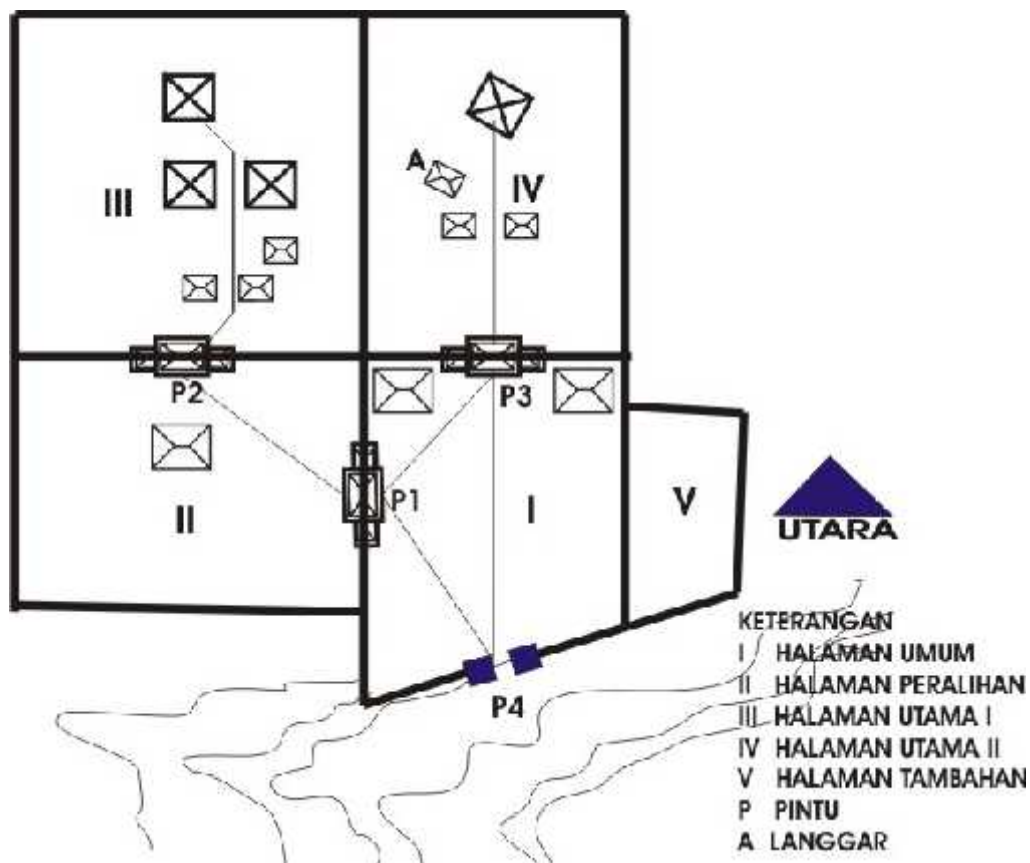 A
III
IV
P2
P3
P1
II
I
V
UTARA
P4
KETERANGAN
I HALAMAN UMUM
II HALAMAN PERALIHAN
III HALAMAN UTAMA I
IV HALAMAN UTAMA II
V HALAMAN TAMBAHAN
P PINTU
A LANGGAR